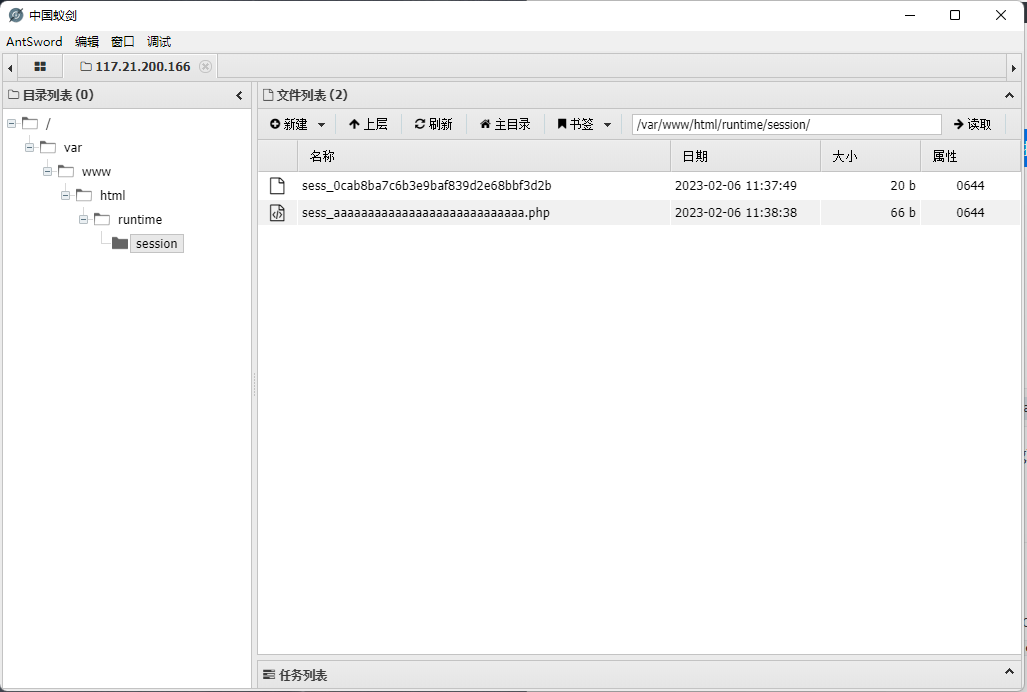 中国蚁剑
AntSword 编辑 窗口 调试
117.21.200.166
目录列表 (0)
/
var
www
html
runtime
session
文件列表 (2)
新建 上层 刷新 主目录 书签 /var/www/html/runtime/session/ 读取
名称 日期 大小 属性
sess_0cab8ba7c6b3e9baf839d2e68bbf3d2b 2023-02-06 11:37:49 20 b 0644
sess_aaaaaaaaaaaaaaaaaaaaaaaaaaaa.php 2023-02-06 11:38:38 66 b 0644
任务列表